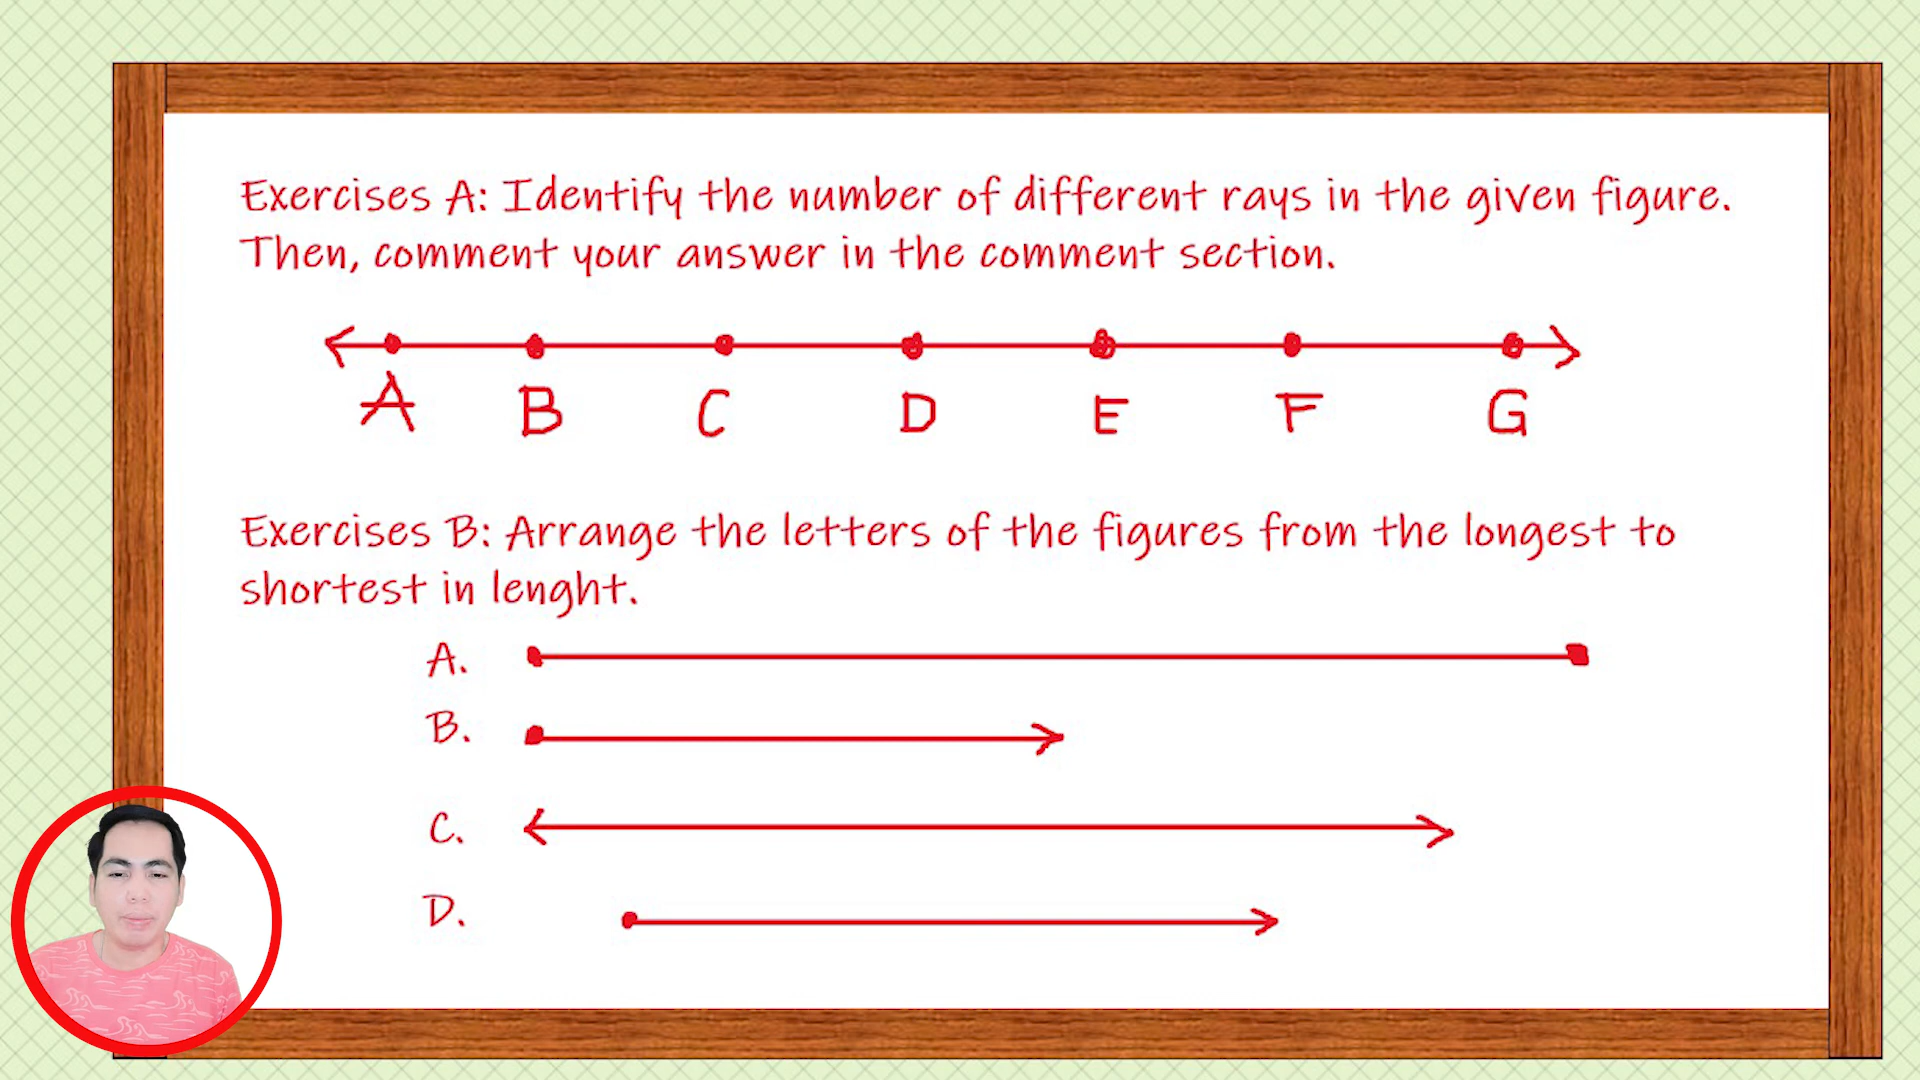 Exercises A: Identify the number of different rays in the given figure.
Then, comment your answer in the comment section.
A B C D E F G
Exercises B: Arrange the letters of the figures from the longest to
shortest in lenght.
A.
B.
C.
D.